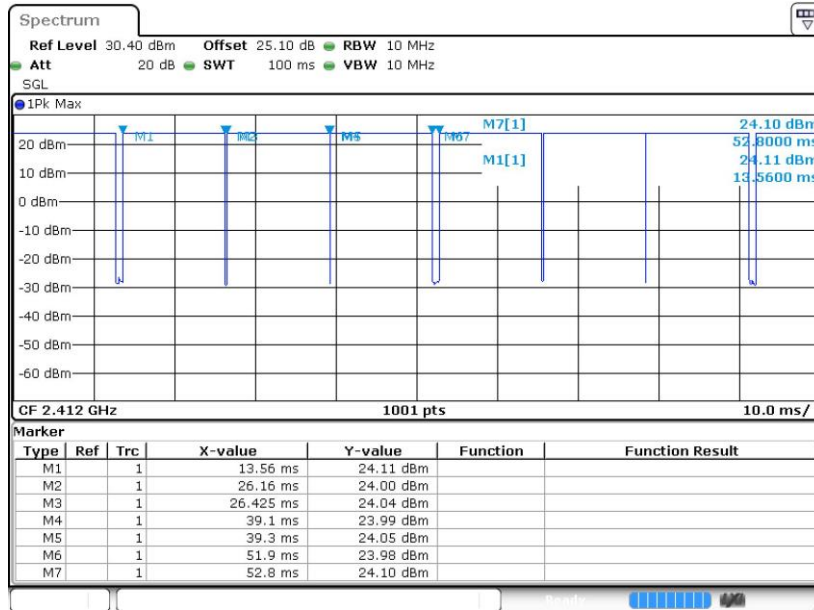 Spectrum
Ref Level 30.40 dBm Offset 25.10 dB RBW 10 MHz
Att 20 dB SWT 100 ms VBW 10 MHz
SGL
1Pk Max
M7[1] 24.10 dBm
52.8000 ms
M1[1] 24.11 dBm
13.5600 ms
M1
20 dBm
10 dBm
0 dBm
-10 dBm
-20 dBm
-30 dBm
-40 dBm
-50 dBm
-60 dBm
CF 2.412 GHz 1001 pts 10.0 ms/
Marker
Type Ref Trc X-value Y-value Function Function Result
M1 1 13.56 ms 24.11 dBm
M2 1 26.16 ms 24.00 dBm
M3 1 26.425 ms 24.04 dBm
M4 1 39.1 ms 23.99 dBm
M5 1 39.3 ms 24.05 dBm
M6 1 51.9 ms 23.98 dBm
M7 1 52.8 ms 24.10 dBm
Ready